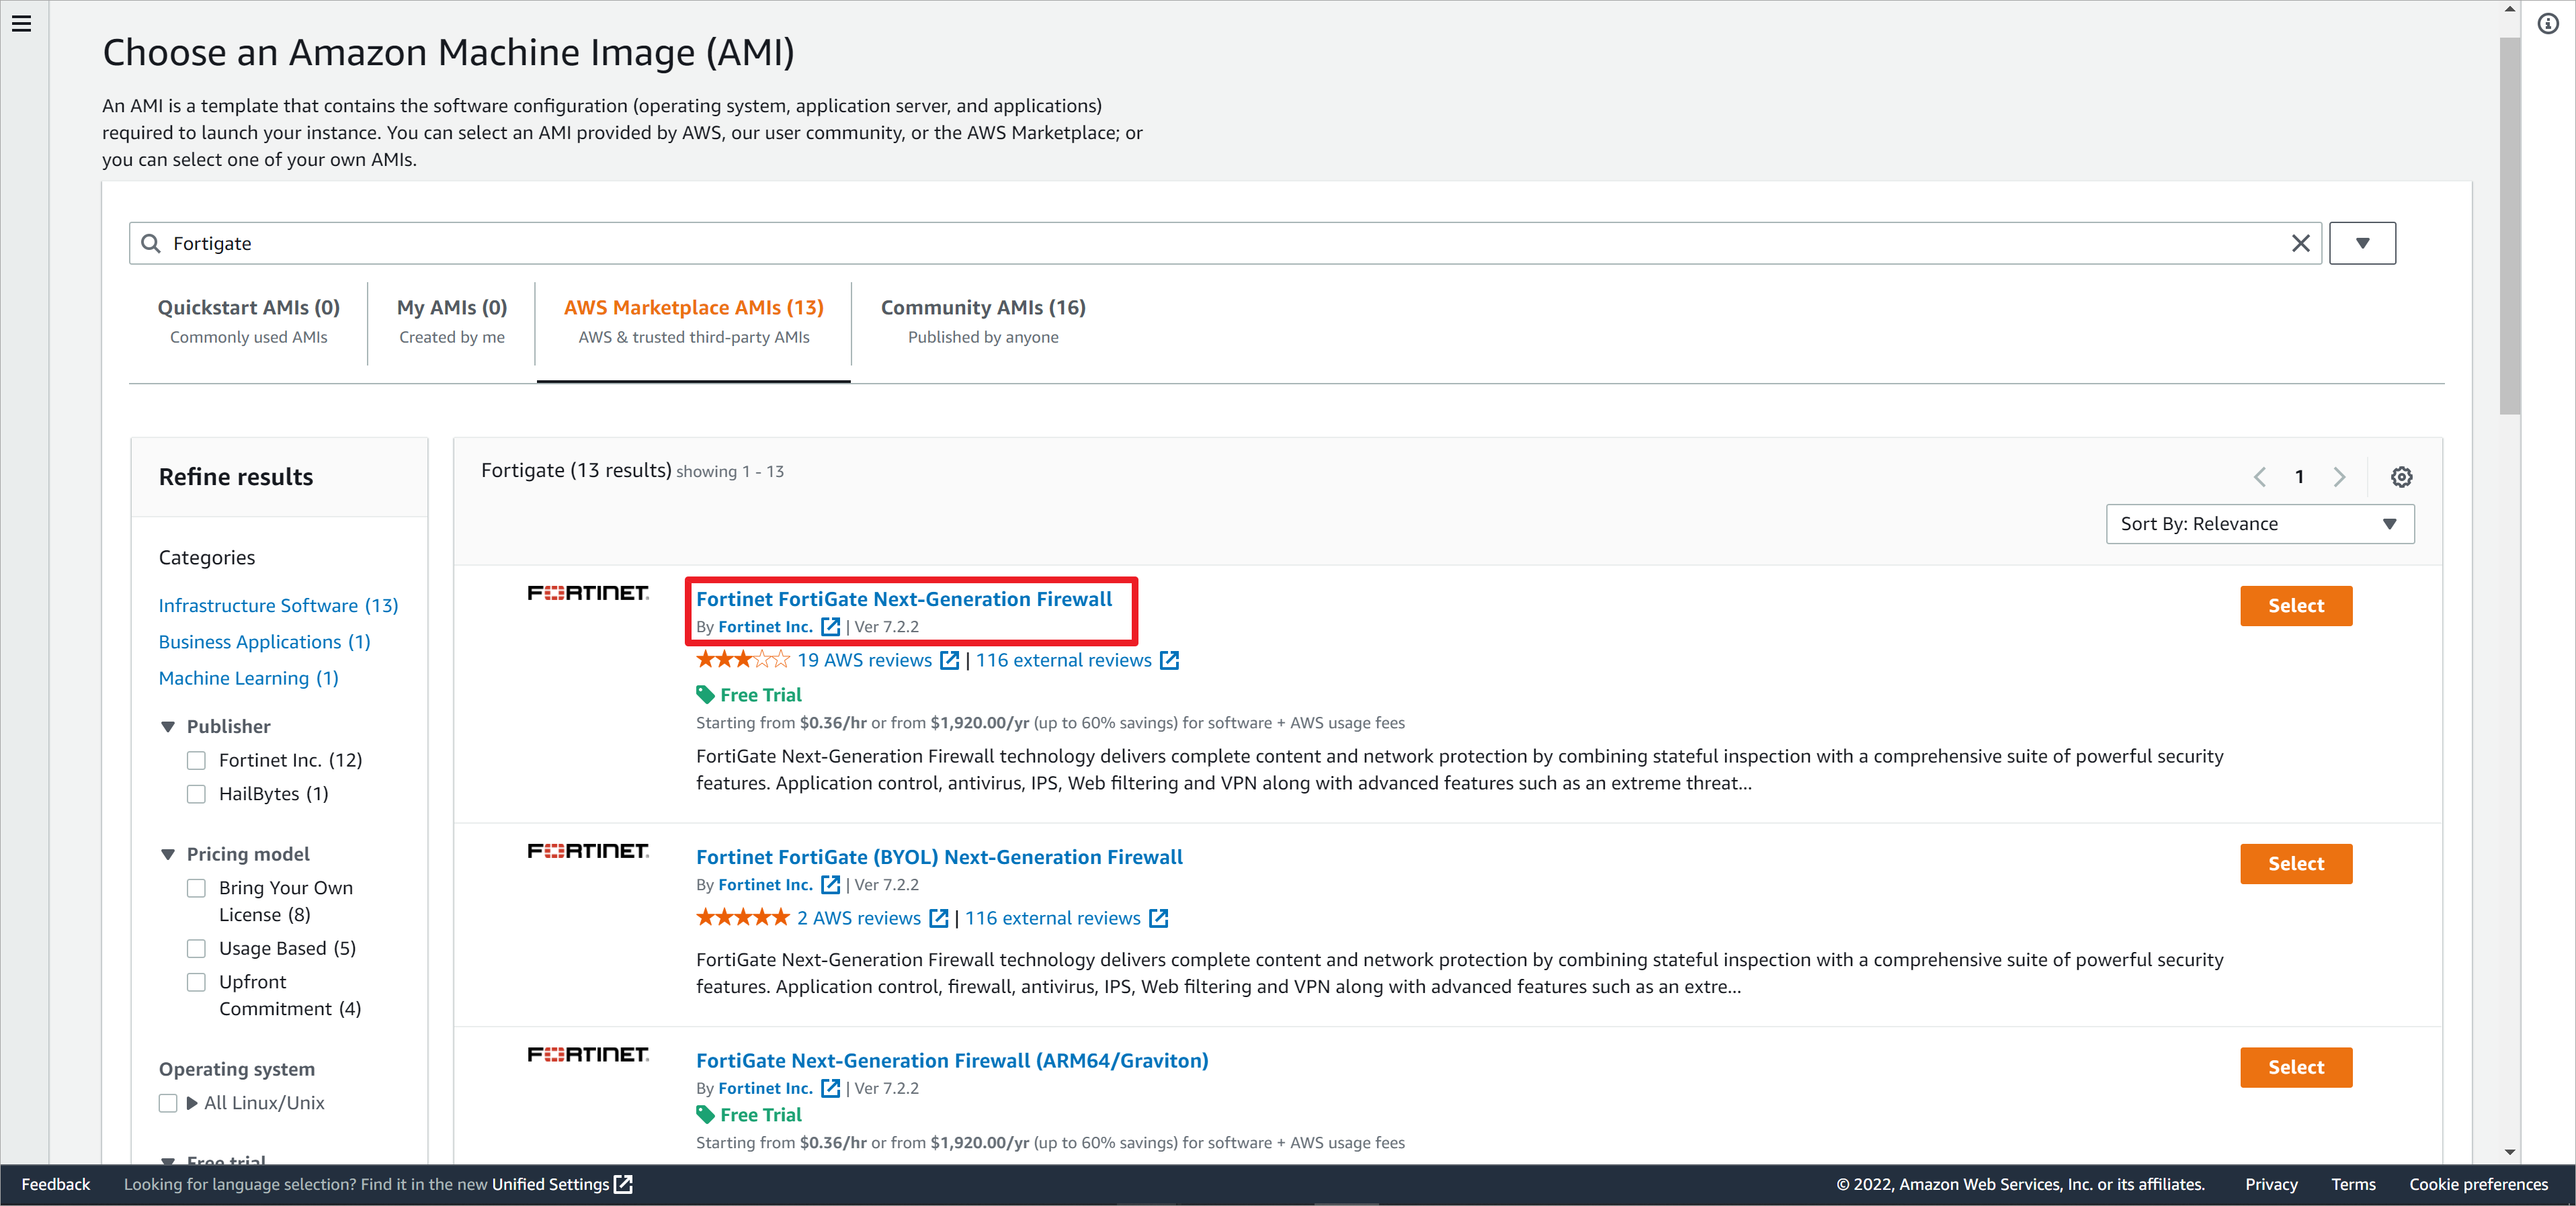 Choose an Amazon Machine Image (AMI)
An AMI is a template that contains the software configuration (operating system, application server, and applications)
required to launch your instance. You can select an AMI provided by AWS, our user community, or the AWS Marketplace; or
you can select one of your own AMIs.
Fortigate
Quickstart AMIs (0)
Commonly used AMIs
My AMIs (0)
Created by me
AWS Marketplace AMIs (13)
AWS & trusted third-party AMIs
Community AMIs (16)
Published by anyone
Refine results
Categories
Infrastructure Software (13)
Business Applications (1)
Machine Learning (1)
Publisher
Fortinet Inc. (12)
HailBytes (1)
Pricing model
Bring Your Own
License (8)
Usage Based (5)
Upfront
Commitment (4)
Operating system
All Linux/Unix
Free trial
Fortigate (13 results) showing 1 - 13
1
Sort By: Relevance
FORTINET
Fortinet FortiGate Next-Generation Firewall
By Fortinet Inc. | Ver 7.2.2
19 AWS reviews | 116 external reviews
Free Trial
Starting from $0.36/hr or from $1,920.00/yr (up to 60% savings) for software + AWS usage fees
FortiGate Next-Generation Firewall technology delivers complete content and network protection by combining stateful inspection with a comprehensive suite of powerful security
features. Application control, antivirus, IPS, Web filtering and VPN along with advanced features such as an extreme threat...
Select
FORTINET
Fortinet FortiGate (BYOL) Next-Generation Firewall
By Fortinet Inc. | Ver 7.2.2
2 AWS reviews | 116 external reviews
FortiGate Next-Generation Firewall technology delivers complete content and network protection by combining stateful inspection with a comprehensive suite of powerful security
features. Application control, firewall, antivirus, IPS, Web filtering and VPN along with advanced features such as an extre...
Select
FORTINET
FortiGate Next-Generation Firewall (ARM64/Graviton)
By Fortinet Inc. | Ver 7.2.2
Free Trial
Starting from $0.36/hr or from $1,920.00/yr (up to 60% savings) for software + AWS usage fees
Select
Feedback
Looking for language selection? Find it in the new Unified Settings
© 2022, Amazon Web Services, Inc. or its affiliates.
Privacy
Terms
Cookie preferences